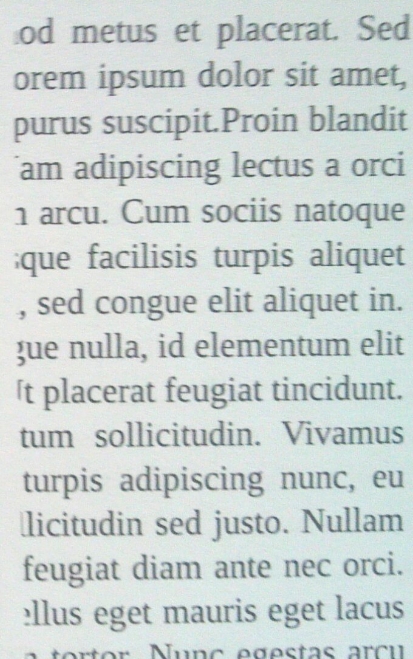 od metus et placerat. Sed
orem ipsum dolor sit amet,
purus suscipit.Proin blandit
am adipiscing lectus a orci
arcu. Cum sociis natoque
que facilisis turpis aliquet
, sed congue elit aliquet in.
gue nulla, id elementum elit
t placerat feugiat tincidunt.
tum sollicitudin. Vivamus
turpis adipiscing nunc, eu
llicitudin sed justo. Nullam
feugiat diam ante nec orci.
ellus eget mauris eget lacus
tortor. Nunc egestas arcu